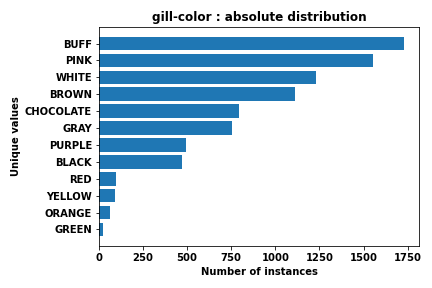 gill-color : absolute distribution
Unique values
BUFF
PINK
WHITE
BROWN
CHOCOLATE
GRAY
PURPLE
BLACK
RED
YELLOW
ORANGE
GREEN
0 250 500 750 1000 1250 1500 1750
Number of instances